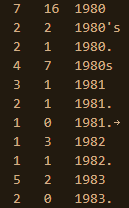 7 16 1980
2 2 1980's
2 1 1980.
4 7 1980s
3 1 1981
2 1 1981.
1 0 1981.→
1 3 1982
1 1 1982.
5 2 1983
2 0 1983.